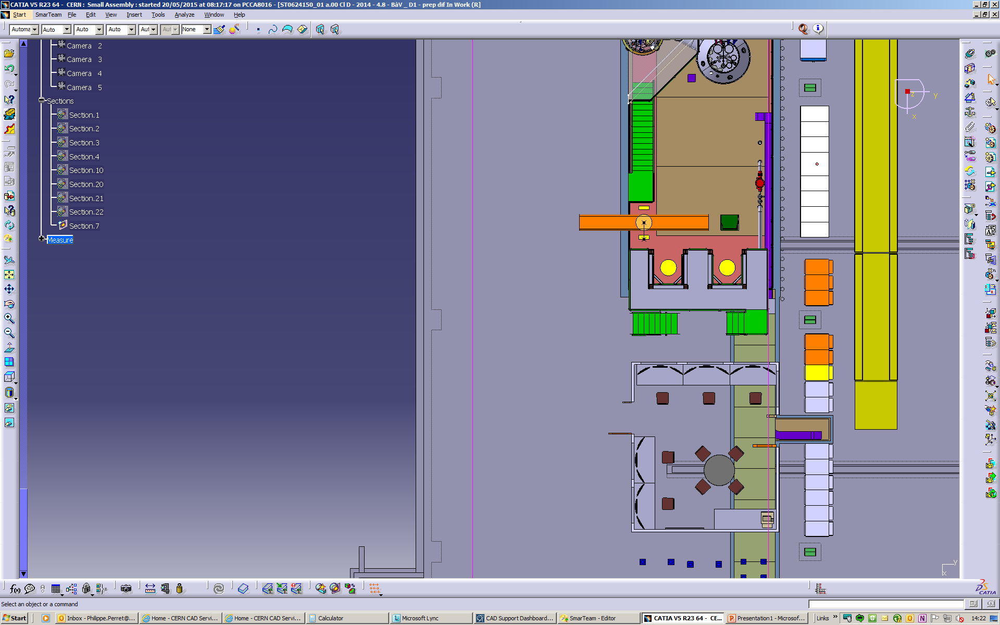 CATIA V5 R23 64 - CERN : Small Assembly : started 20/05/2015 at 08:17:17 on PCCA8016 - [ST0624150_01 a.00 Cl D - 2014 - 4.8 - BàV _ D1 - prep dif In Work (R]
Start SmarTeam File Edit View Insert Tools Analyze Window Help
Automa Auto Auto Auto Aut Aut None
Camera 2
Camera 3
Camera 4
Camera 5
Sections
Section.1
Section.2
Section.3
Section.4
Section.10
Section.20
Section.21
Section.22
Section.7
Measure
z y
x
y
x
f(x)
CATIA
Select an object or a command
Start Inbox - Philippe.Perret@... Home - CERN CAD Servi... Home - CERN CAD Servi... Calculator Microsoft Lync CAD Support Dashboard... SmarTeam - Editor CATIA V5 R23 64 - CE... Presentation1 - Microsof... Links » 14:22